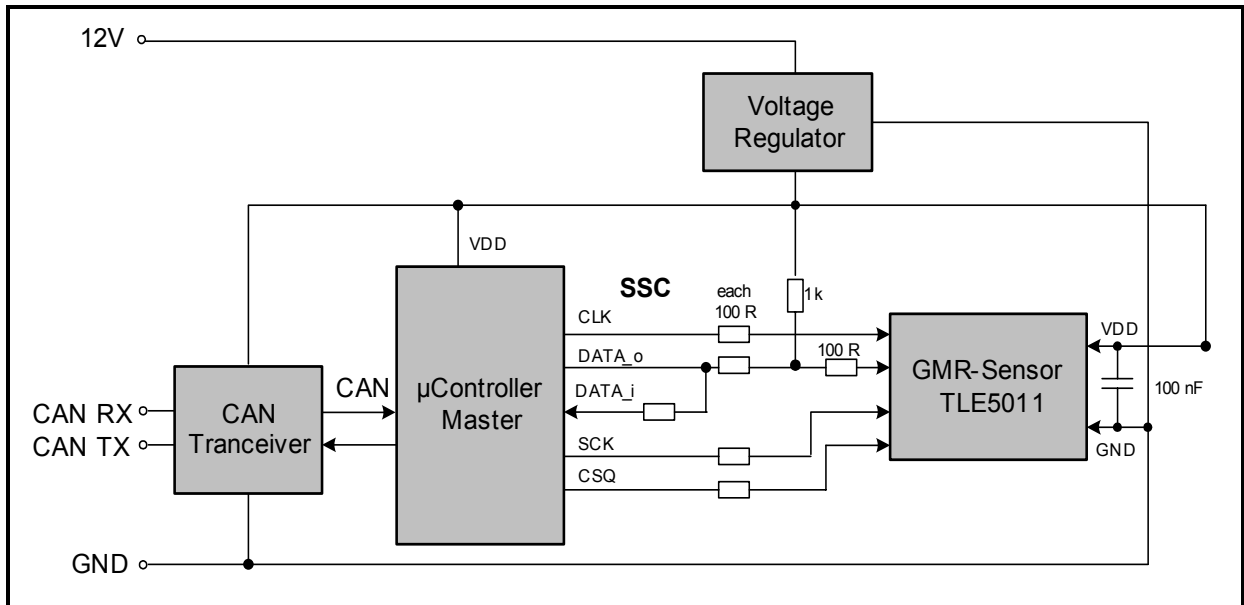 12V
Voltage
Regulator
VDD
SSC
each
100 R
1k
CLK
DATA_o
100 R
DATA_i
VDD
GMR-Sensor
TLE5011
100 nF
GND
CAN
µController
Master
CAN RX
CAN TX
CAN
Tranceiver
SCK
CSQ
GND